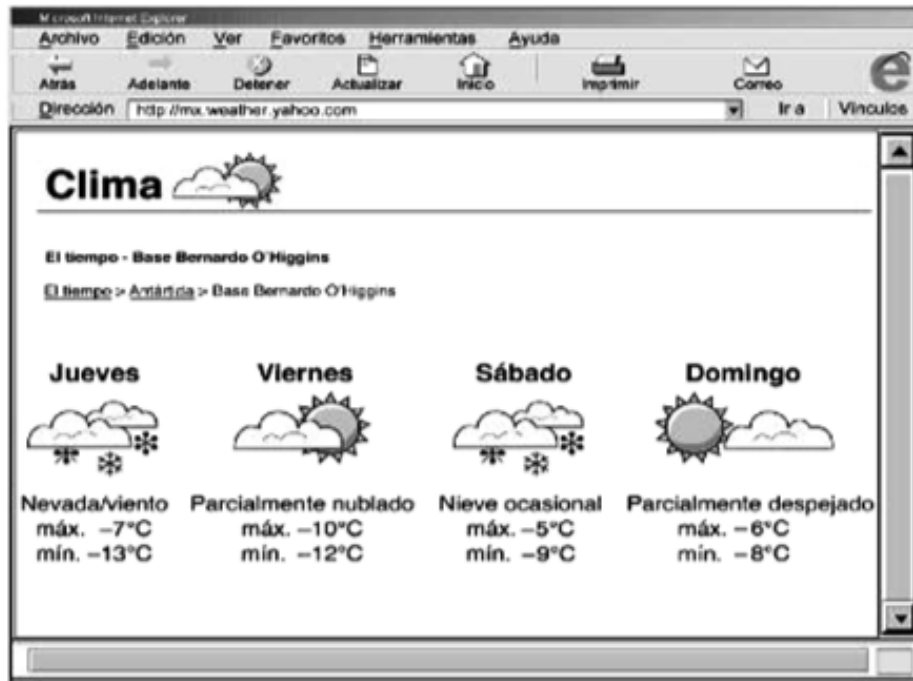 Microsoft Internet Explorer
Archivo Edición Ver Favoritos Herramientas Ayuda
Atrás Adelante Detener Actualizar Inicio Imprimir Correo
Dirección http://mx.weather.yahoo.com Ir a Vínculos
Clima
El tiempo - Base Bernardo O'Higgins
El tiempo > Antártida > Base Bernardo O'Higgins
Jueves Viernes Sábado Domingo
Nevada/viento Parcialmente nublado Nieve ocasional Parcialmente despejado
máx. –7°C máx. –10°C máx. –5°C máx. –6°C
mín. –13°C mín. –12°C mín. –9°C mín. –8°C